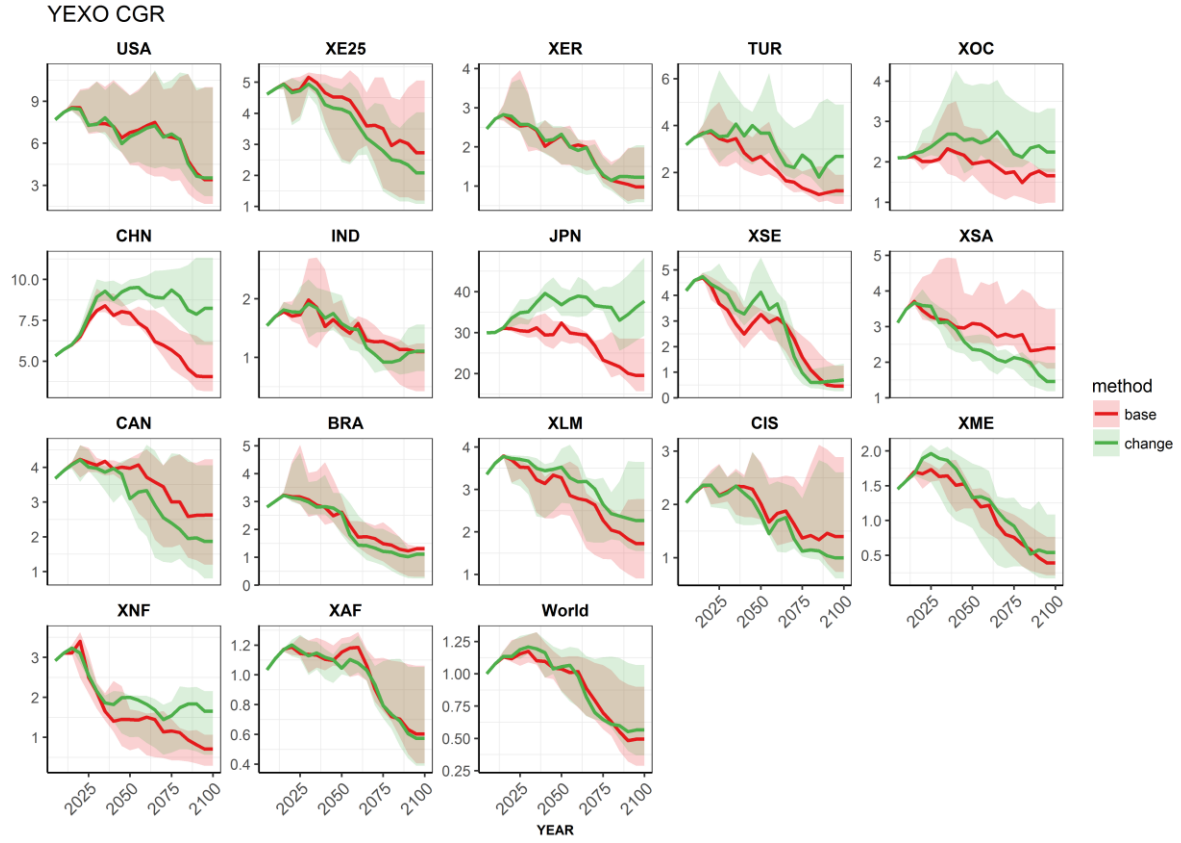 YEXO CGR
USA XE25 XER TUR XOC
9 6 3
5 4 3 2 1
4 3 2 1
6 4 2
4 3 2 1
CHN IND JPN XSE XSA
10.0 7.5 5.0
2 1
40 30 20
5 4 3 2 1 0
5 4 3 2 1
method
base
change
CAN BRA XLM CIS XME
4 3 2 1
5 4 3 2 1 0
4 3 2 1
3 2 1
2.0 1.5 1.0 0.5
2025 2050 2075 2100 2025 2050 2075 2100
XNF XAF World
3 2 1
1.2 1.0 0.8 0.6 0.4
1.25 1.00 0.75 0.50 0.25
2025 2050 2075 2100 2025 2050 2075 2100 2025 2050 2075 2100
YEAR